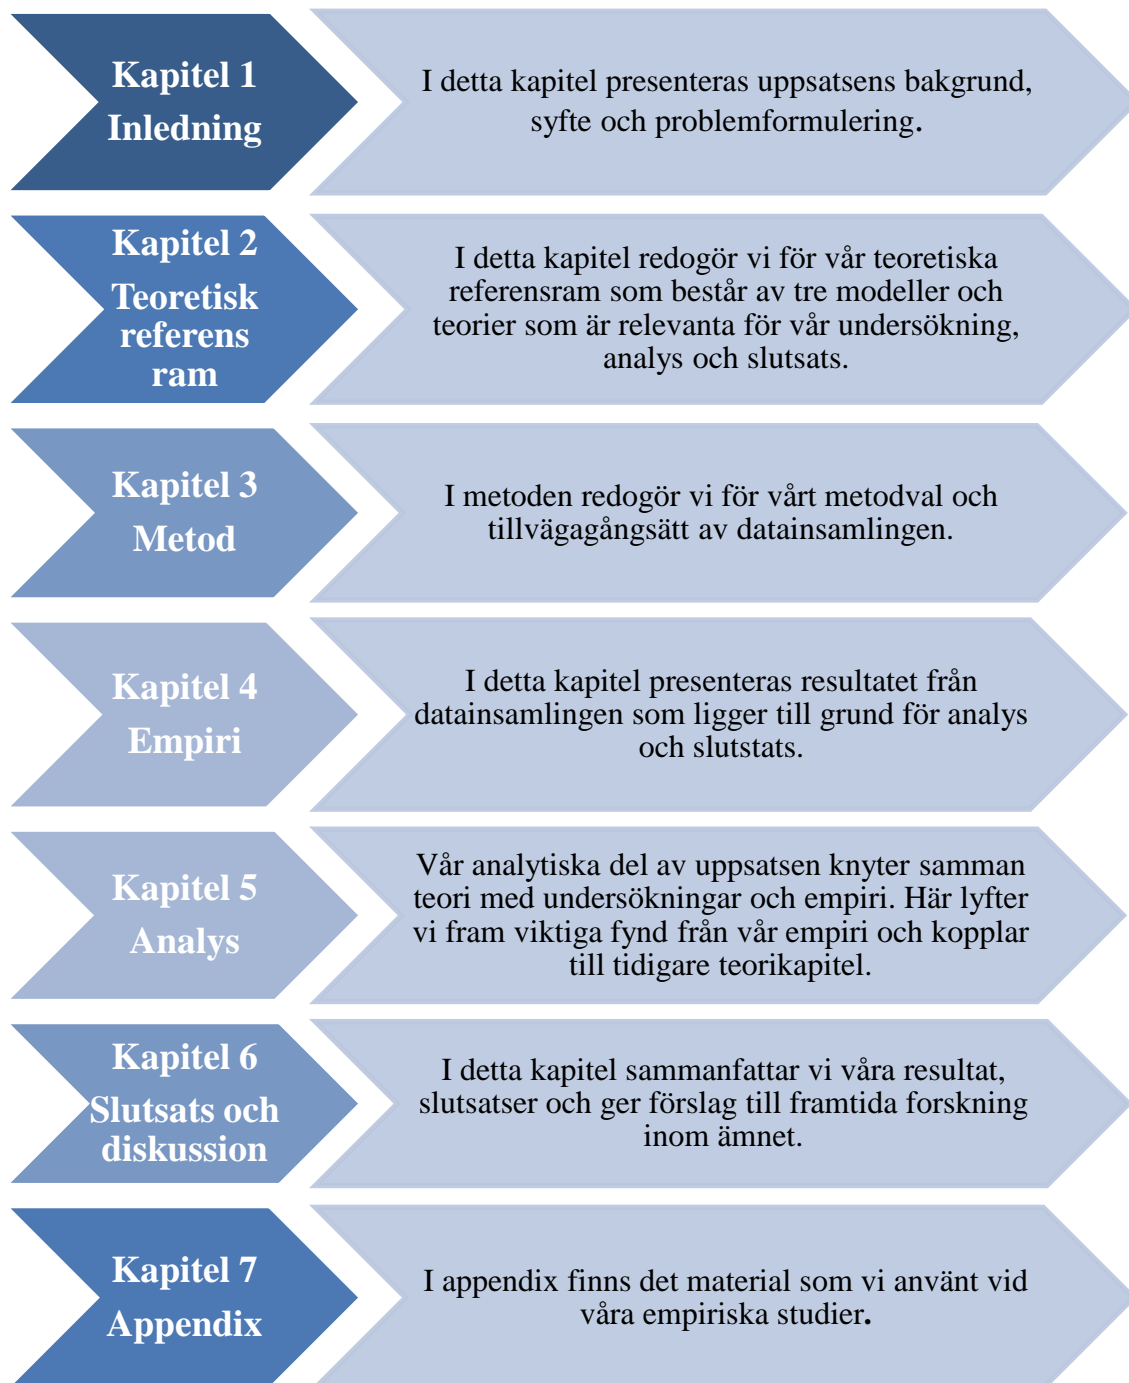 Kapitel 1
Inledning
I detta kapitel presenteras uppsatsens bakgrund,
syfte och problemformulering.
Kapitel 2
Teoretisk
referens
ram
I detta kapitel redogör vi för vår teoretiska
referensram som består av tre modeller och
teorier som är relevanta för vår undersökning,
analys och slutsats.
Kapitel 3
Metod
I metoden redogör vi för vårt metodval och
tillvägagångsätt av datainsamlingen.
Kapitel 4
Empiri
I detta kapitel presenteras resultatet från
datainsamlingen som ligger till grund för analys
och slutstats.
Kapitel 5
Analys
Vår analytiska del av uppsatsen knyter samman
teori med undersökningar och empiri. Här lyfter
vi fram viktiga fynd från vår empiri och kopplar
till tidigare teorikapitel.
Kapitel 6
Slutsats och
diskussion
I detta kapitel sammanfattar vi våra resultat,
slutsatser och ger förslag till framtida forskning
inom ämnet.
Kapitel 7
Appendix
I appendix finns det material som vi använt vid
våra empiriska studier.